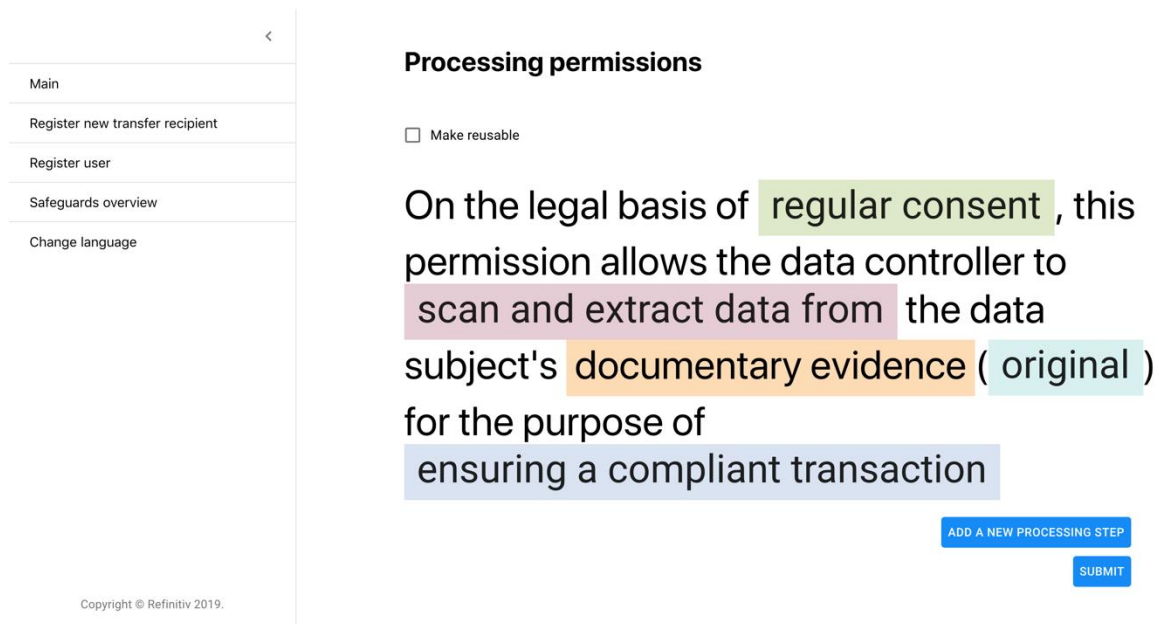 Main
Register new transfer recipient
Register user
Safeguards overview
Change language
Copyright © Refinitiv 2019.
Processing permissions
Make reusable
On the legal basis of regular consent, this
permission allows the data controller to
scan and extract data from the data
subject's documentary evidence (original)
for the purpose of
ensuring a compliant transaction
ADD A NEW PROCESSING STEP
SUBMIT